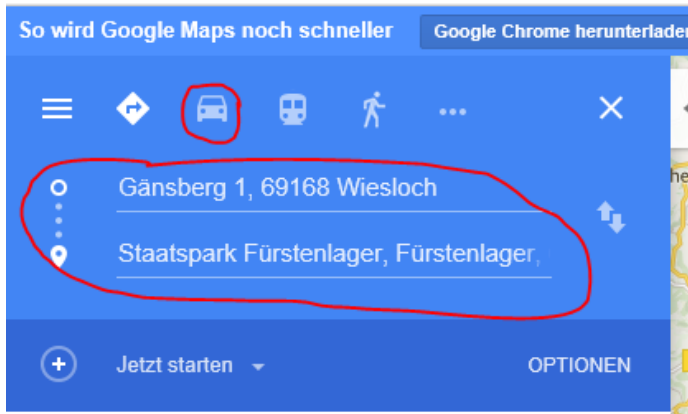 So wird Google Maps noch schneller
Google Chrome herunterladen
Gänsberg 1, 69168 Wiesloch
Staatspark Fürstenlager, Fürstenlager,
Jetzt starten
OPTIONEN